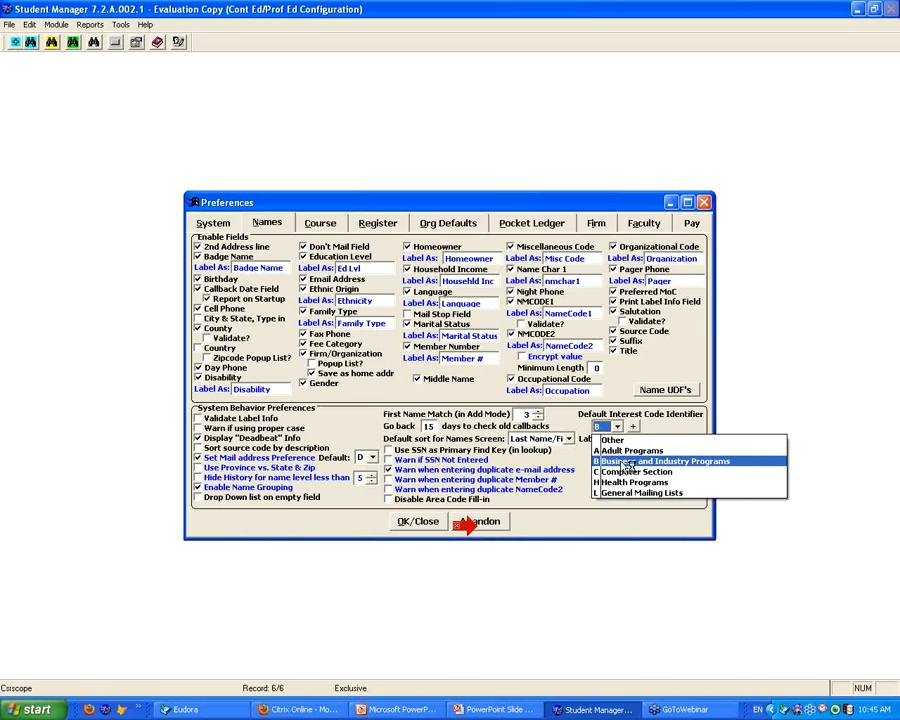 Student Manager 7.2.A.002.1 - Evaluation Copy (Cont Ed/Prof Ed Configuration)
File Edit Module Reports Tools Help
Preferences
System Names Course Register Org Defaults Pocket Ledger Firm Faculty Pay
Enable Fields
2nd Address line
Badge Name
Label As: Badge Name
Birthday
Callback Date Field
Report on Startup
Cell Phone
City & State, Type in
County
Validate?
Country
Zipcode Popup List?
Day Phone
Disability
Label As: Disability
Don't Mail Field
Education Level
Label As: Ed Lvl
Email Address
Ethnic Origin
Label As: Ethnicity
Family Type
Label As: Family Type
Fax Phone
Fee Category
Firm/Organization
Popup List?
Save as home addr
Gender
Homeowner
Label As: Homeowner
Household Income
Label As: Househld Inc
Language
Label As: Language
Mail Stop Field
Marital Status
Label As: Marital Status
Member Number
Label As: Member #
Middle Name
Miscellaneous Code
Label As: Misc Code
Name Char 1
Label As: nmchar1
Night Phone
NMCODE1
Label As: NameCode1
Validate?
NMCODE2
Label As: NameCode2
Encrypt value
Minimum Length 0
Occupational Code
Label As: Occupation
Organizational Code
Label As: Organization
Pager Phone
Label As: Pager
Preferred MoC
Print Label Info Field
Salutation
Validate?
Source Code
Suffix
Title
Name UDF's
System Behavior Preferences
Validate Label Info
Warn if using proper case
Display "Deadbeat" Info
Sort source code by description
Set Mail address Preference Default: D
Use Province vs. State & Zip
Hide History for name level less than 5
Enable Name Grouping
Drop Down list on empty field
First Name Match (in Add Mode) 3
Go back 15 days to check old callbacks
Default sort for Names Screen: Last Name/Fi
Use SSN as Primary Find Key (in lookup)
Warn if SSN Not Entered
Warn when entering duplicate e-mail address
Warn when entering duplicate Member #
Warn when entering duplicate NameCode2
Disable Area Code Fill-in
Default Interest Code Identifier
B +
Other
A Adult Programs
B Business and Industry Programs
C Computer Section
H Health Programs
L General Mailing Lists
OK/Close Abandon
Csrscope Record: 6/6 Exclusive NUM
start Eudora Citrix Online - Mo... Microsoft PowerP... PowerPoint Slide ... Student Manager... GoToWebinar EN 10:45 AM